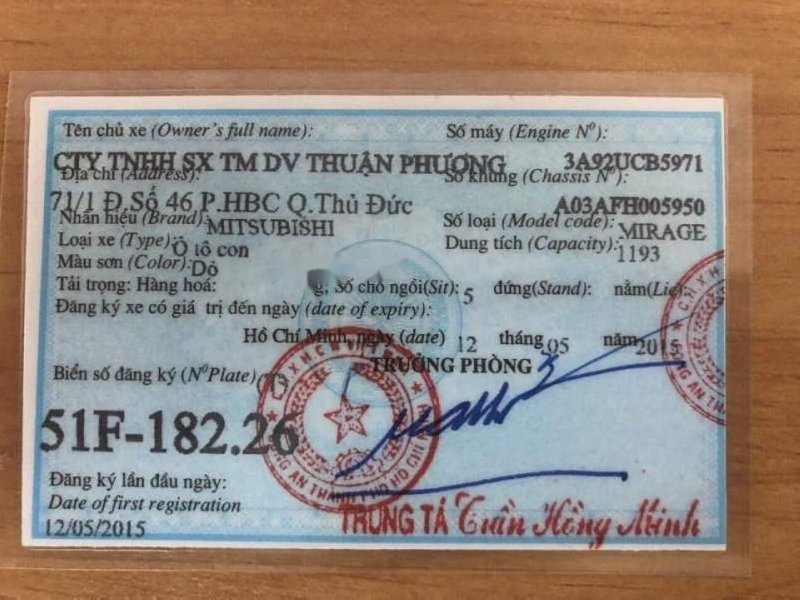 Tên chủ xe (Owner's full name):
CTY TNHH SX TM DV THUẬN PHƯƠNG
Số máy (Engine Nº):
3A92UCB5971
Địa chỉ (Address):
71/1 Đ.Số 46 P.HBC Q.Thủ Đức
Số khung (Chassis Nº):
A03AFH005950
Nhãn hiệu (Brand): MITSUBISHI
Số loại (Model code): MIRAGE
Loại xe (Type): Ô tô con
Dung tích (Capacity): 1193
Màu sơn (Color): Đỏ
Tải trọng: Hàng hoá: g, Số chỗ ngồi(Sit): 5 đứng(Stand): nằm(Lie):
Đăng ký xe có giá trị đến ngày (date of expiry):
Hồ Chí Minh, ngày (date) 12 tháng 05 năm 2015
TRƯỞNG PHÒNG
Biển số đăng ký (NºPlate) (T)
51F-182.26
Đăng ký lần đầu ngày:
Date of first registration
12/05/2015
TRUNG TÁ Trần Hồng Minh